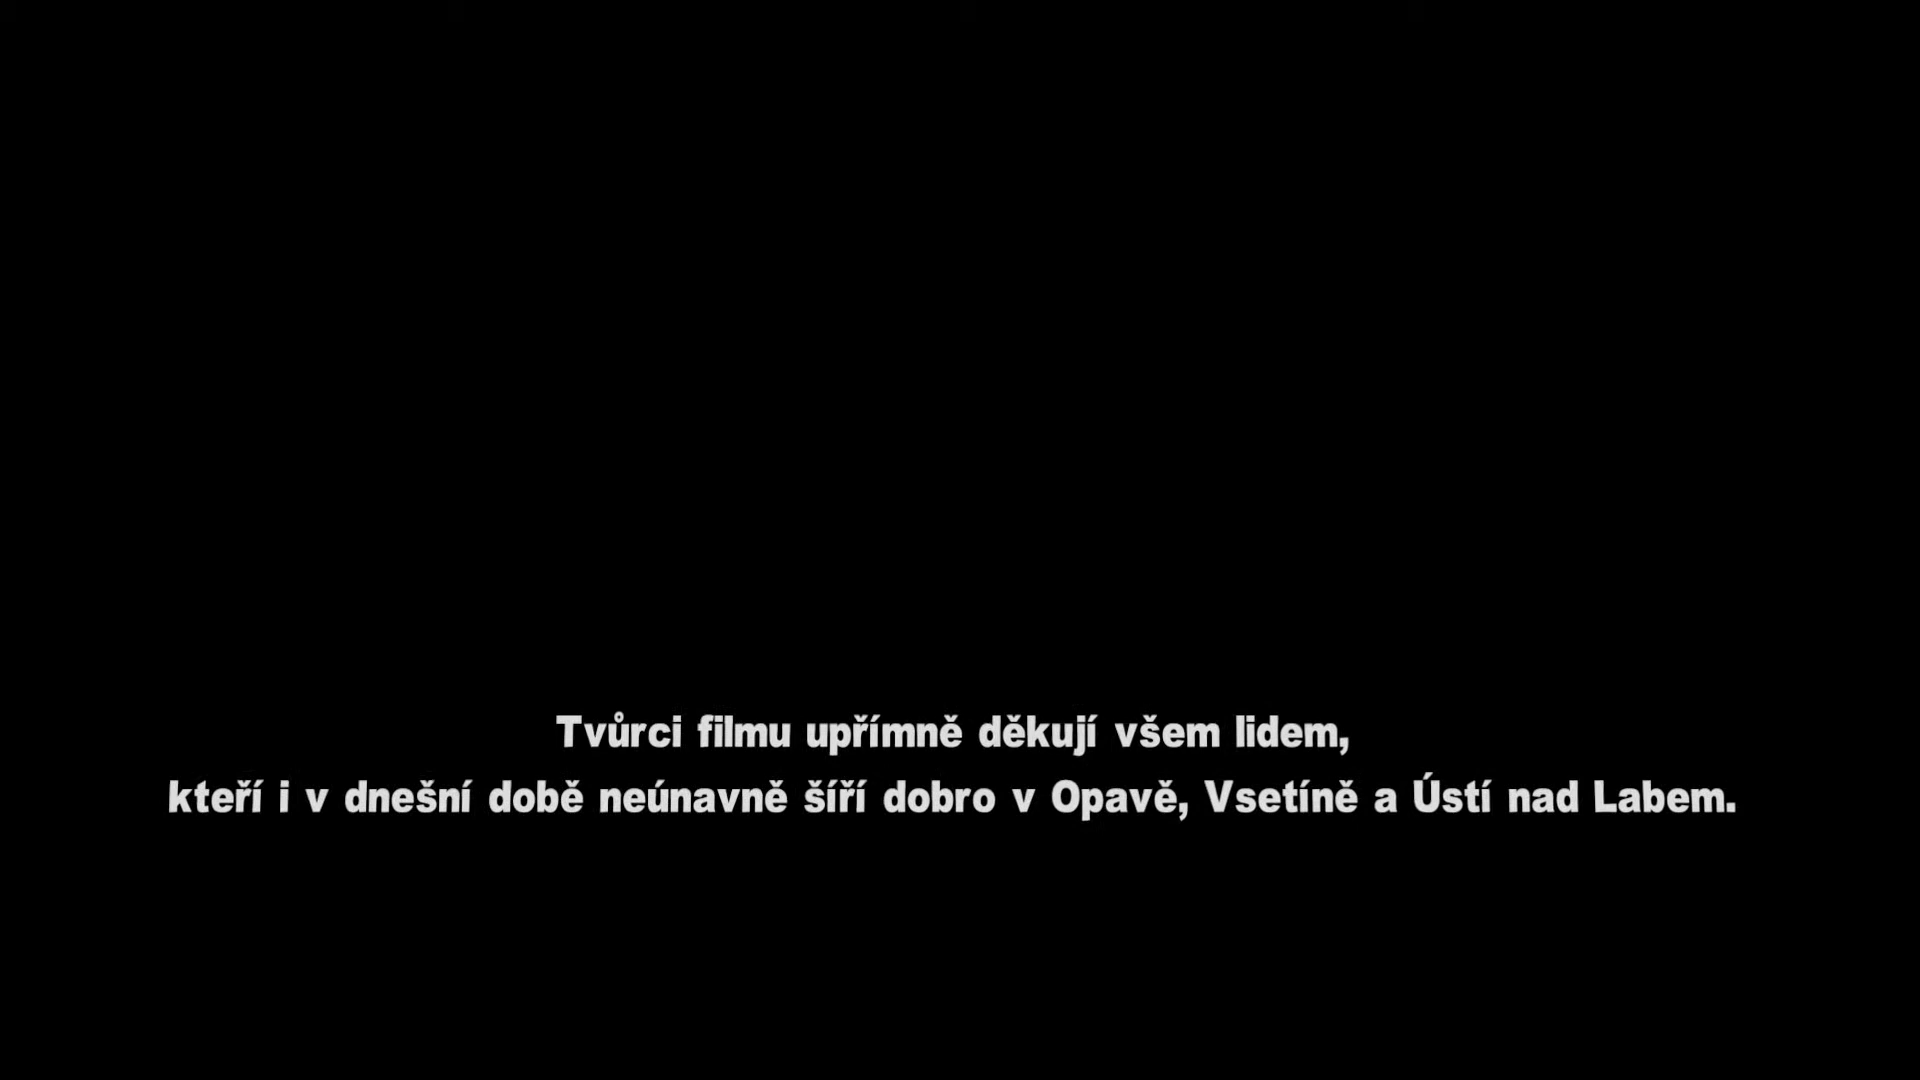 Tvůrci filmu upřímně děkují všem lidem,
kteří i v dnešní době neúnavně šíří dobro v Opavě, Vsetíně a Ústí nad Labem.